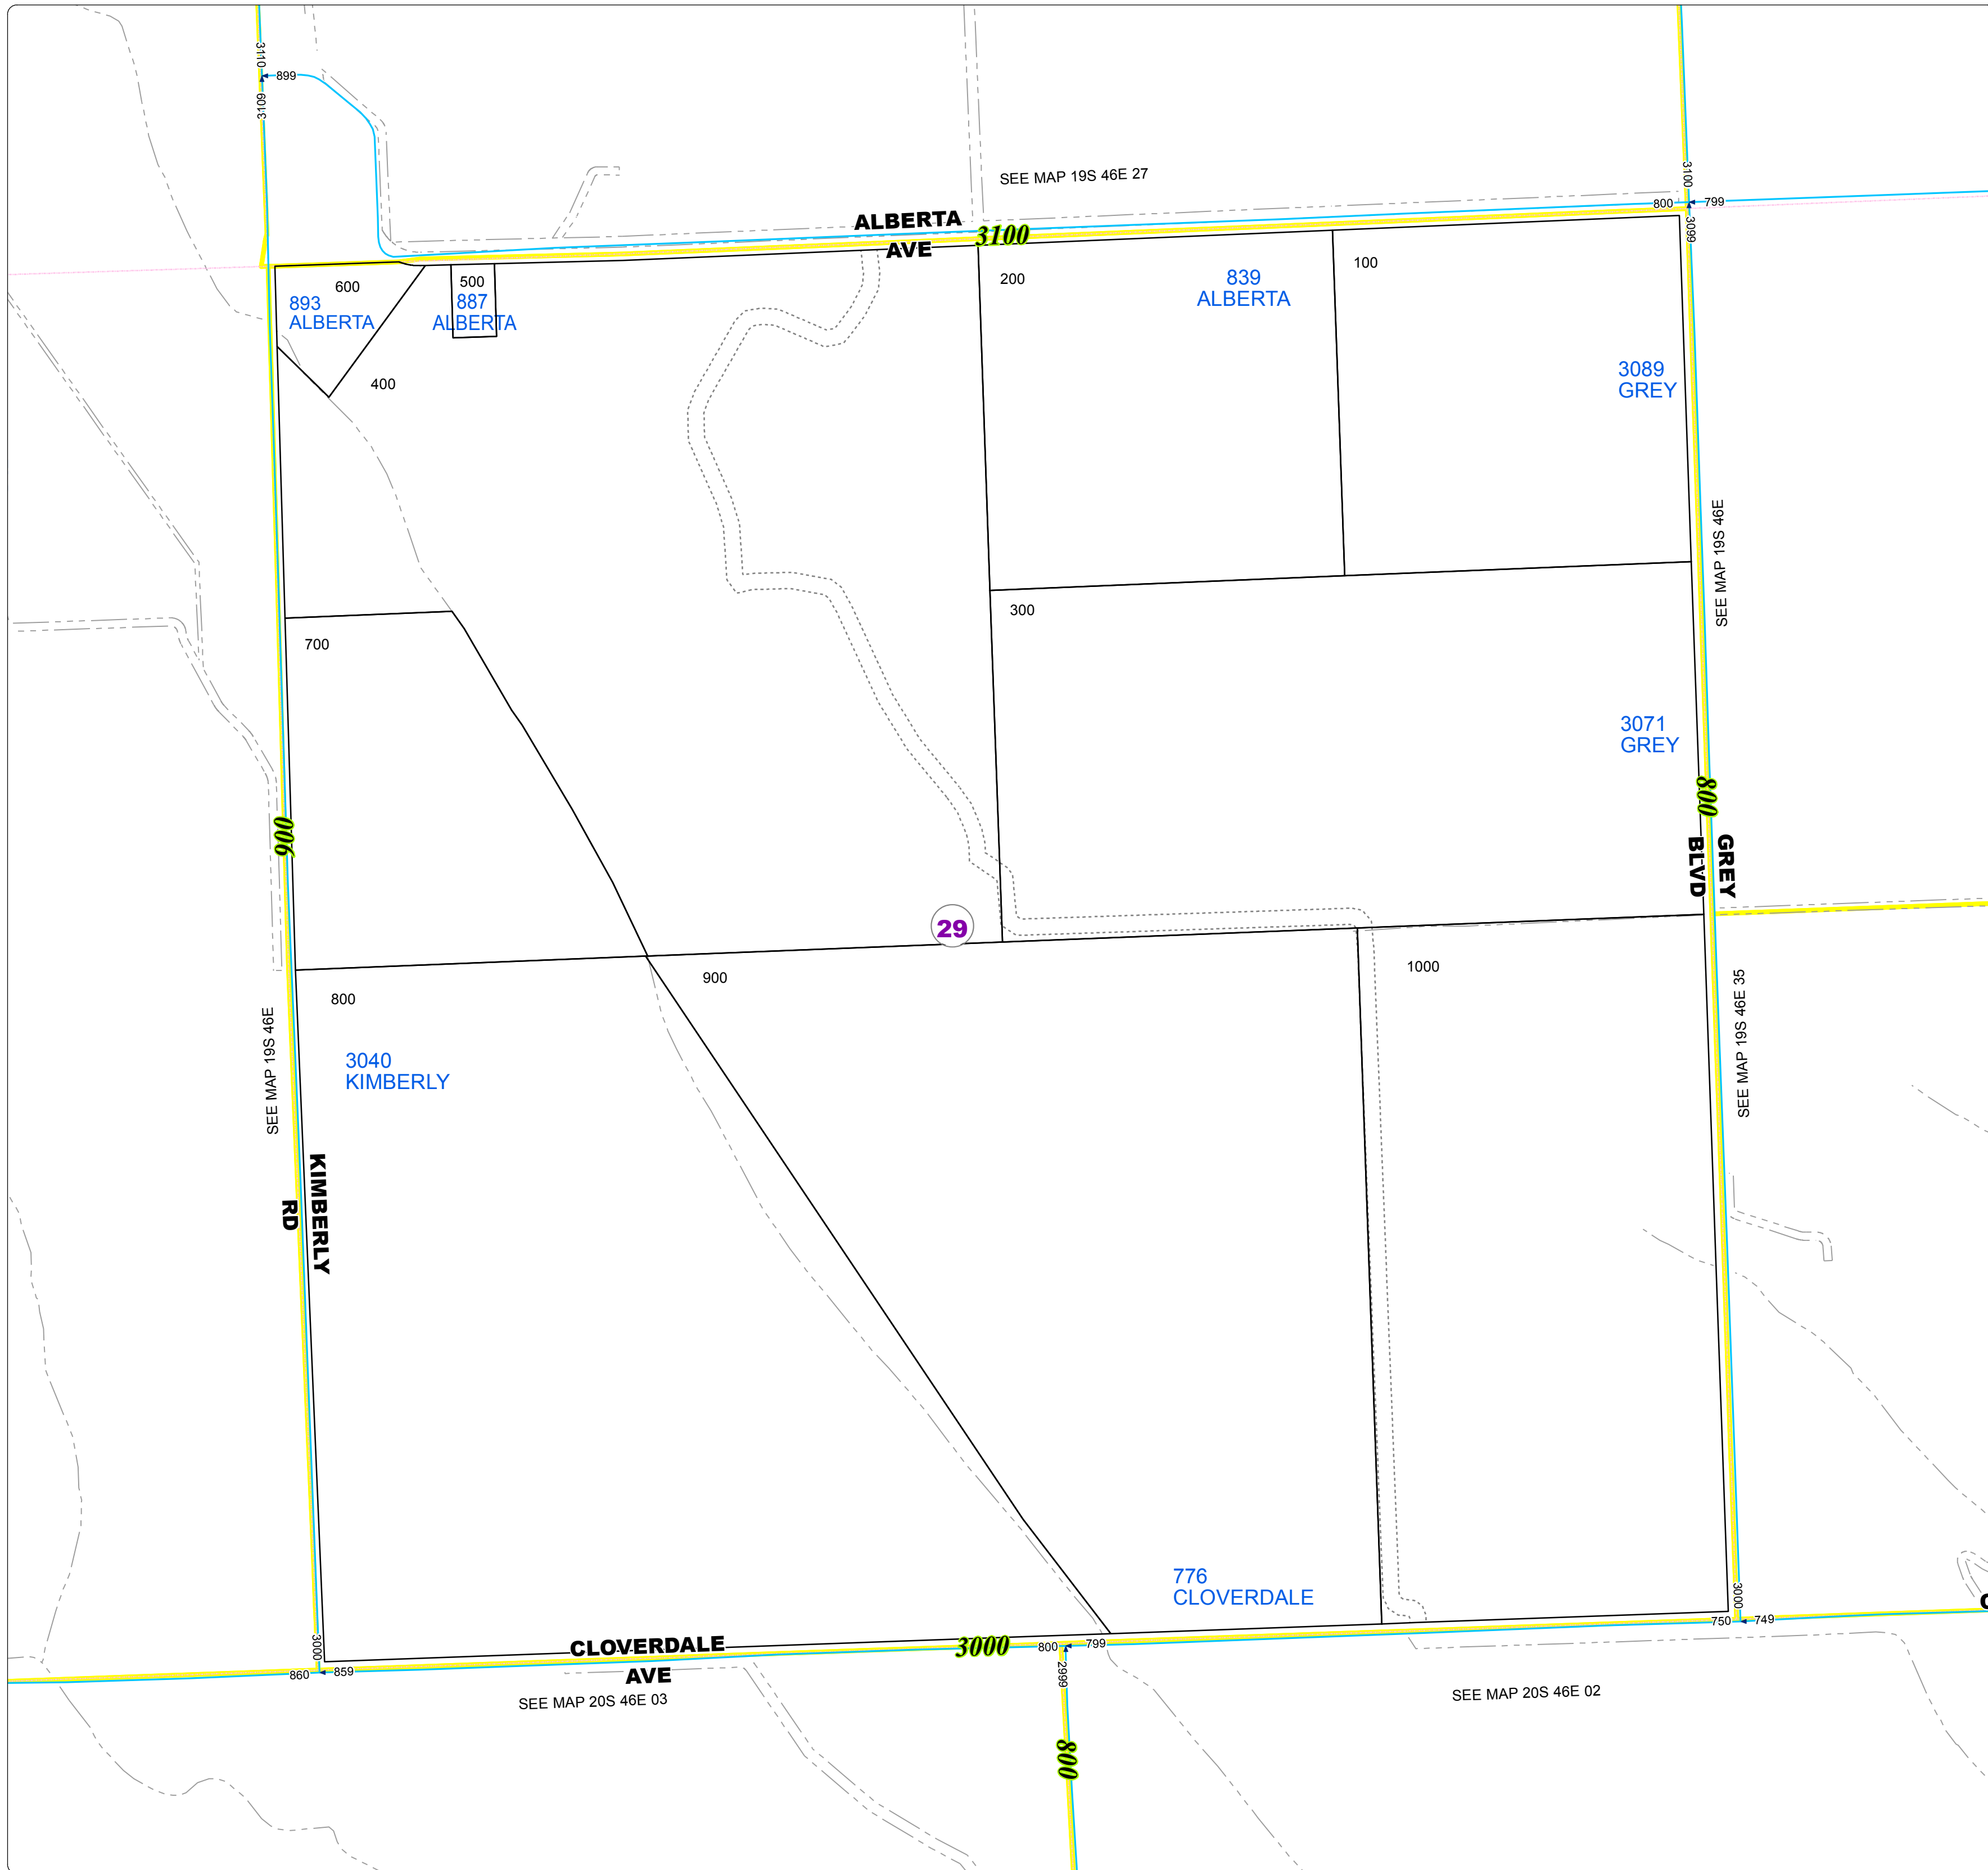 3110
899
3109
SEE MAP 19S 46E 27
3100
800
799
3099
ALBERTA
AVE
3100
600
893
ALBERTA
500
887
ALBERTA
400
200
839
ALBERTA
100
3089
GREY
SEE MAP 19S 46E
300
700
3071
GREY
800
GREY
BLVD
900
29
900
1000
800
3040
KIMBERLY
SEE MAP 19S 46E
SEE MAP 19S 46E 35
KIMBERLY
RD
776
CLOVERDALE
3000
750
749
C
3000
860
859
CLOVERDALE
AVE
3000
800
799
2999
SEE MAP 20S 46E 03
SEE MAP 20S 46E 02
800